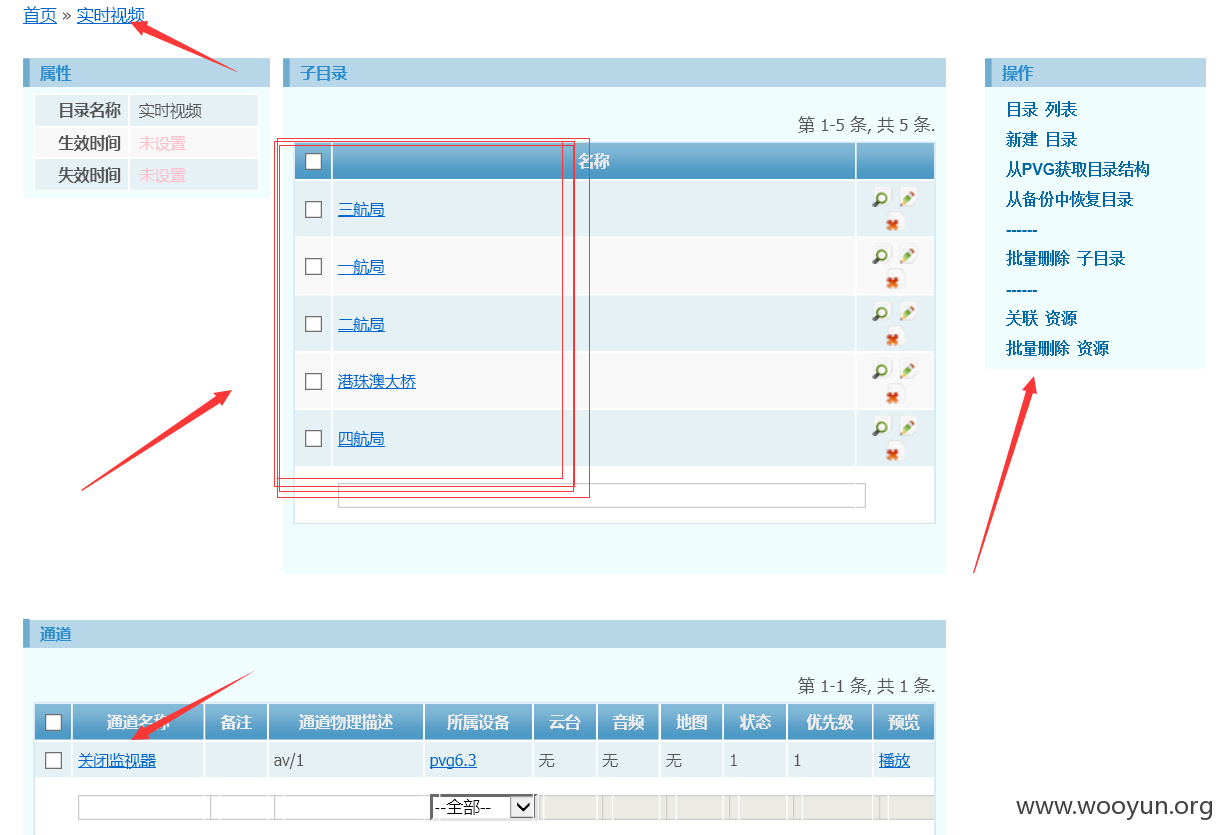 首页 » 实时视频
属性
目录名称 实时视频
生效时间 未设置
失效时间 未设置
子目录
第 1-5 条, 共 5 条.
名称
三航局
一航局
二航局
港珠澳大桥
四航局
操作
目录 列表
新建 目录
从PVG获取目录结构
从备份中恢复目录
------
批量删除 子目录
------
关联 资源
批量删除 资源
通道
第 1-1 条, 共 1 条.
通道名称 备注 通道物理描述 所属设备 云台 音频 地图 状态 优先级 预览
关闭监视器 av/1 pvg6.3 无 无 无 1 1 播放
--全部--
www.wooyun.org